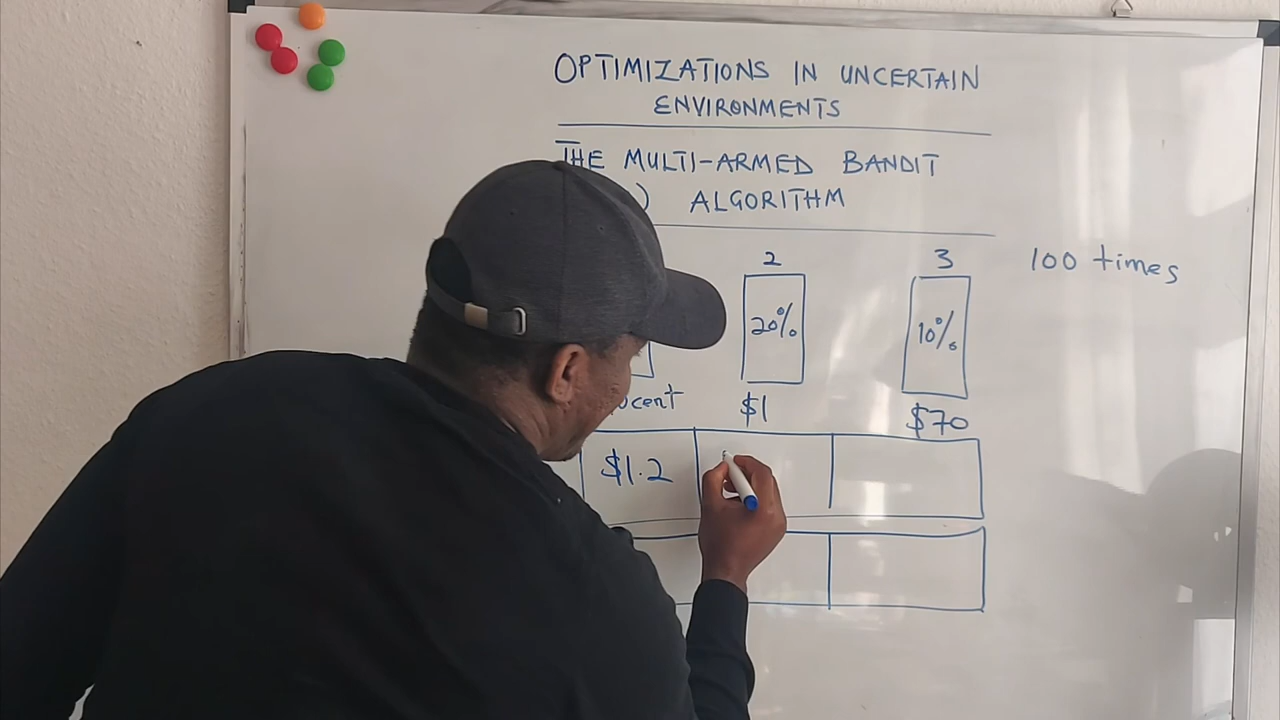 OPTIMIZATIONS IN UNCERTAIN
ENVIRONMENTS
THE MULTI-ARMED BANDIT
) ALGORITHM
2 3 100 times
20% 10%
$1 $70
$1.2